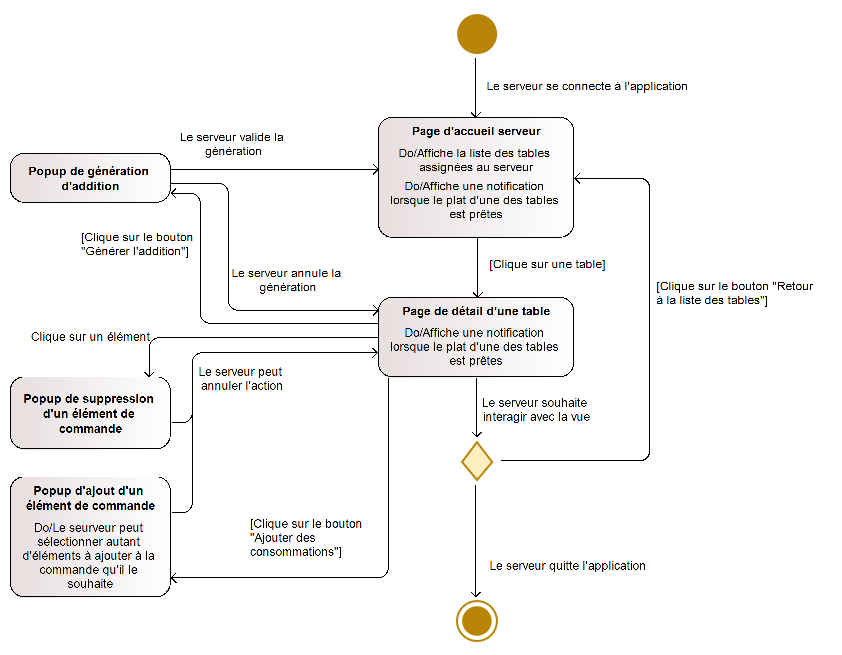 Le serveur se connecte à l'application
Page d'accueil serveur
Do/Affiche la liste des tables
assignées au serveur
Do/Affiche une notification
lorsque le plat d'une des tables
est prêtes
Le serveur valide la
génération
Popup de génération
d'addition
[Clique sur le bouton
"Générer l'addition"]
Le serveur annule la
génération
[Clique sur une table]
[Clique sur le bouton "Retour
à la liste des tables"]
Page de détail d'une table
Do/Affiche une notification
lorsque le plat d'une des tables
est prêtes
Clique sur un élément
Le serveur peut
annuler l'action
Popup de suppression
d'un élément de
commande
Le serveur souhaite
interagir avec la vue
Popup d'ajout d'un
élément de commande
Do/Le seurveur peut
sélectionner autant
d'éléments à ajouter à la
commande qu'il le
souhaite
[Clique sur le bouton
"Ajouter des
consommations"]
Le serveur quitte l'application